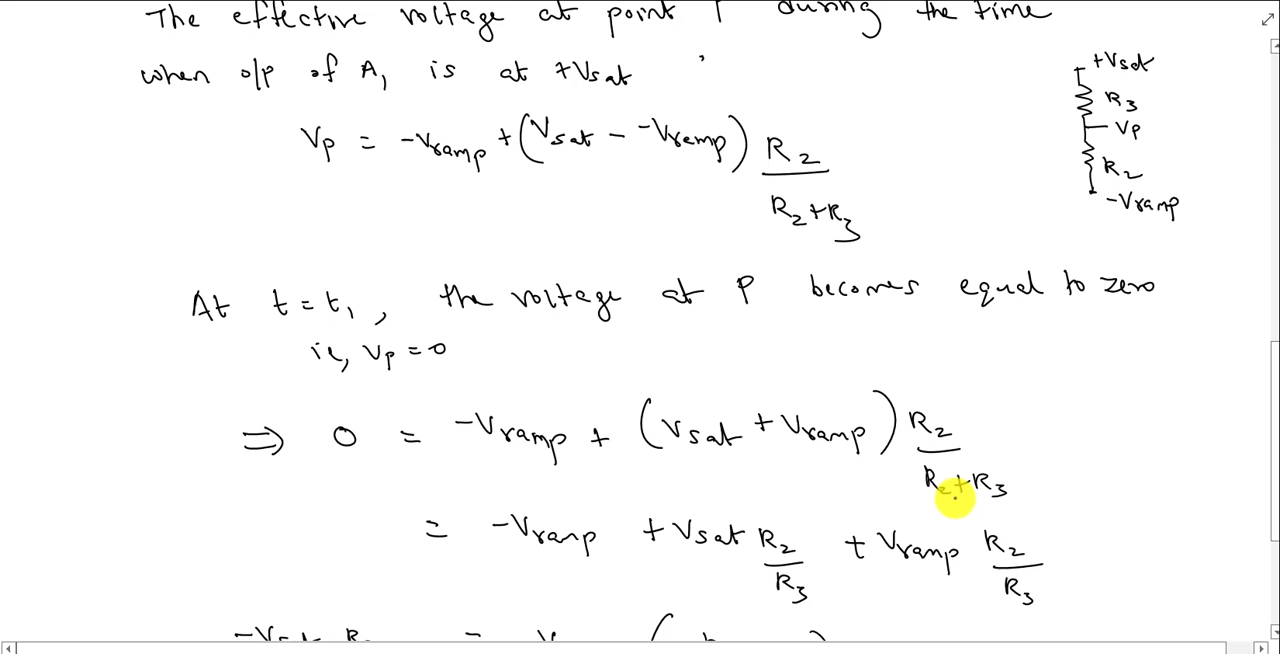 The effective voltage at point P during the time
when o/p of A₁ is at +Vsat ,
Vp = -Vramp + (Vsat - -Vramp) R₂
R₂+R₃
+Vsat
R₃
Vp
R₂
-Vramp
At t=t₁, the voltage at P becomes equal to zero
ie, Vp=0
⇒ 0 = -Vramp + (Vsat + Vramp) R₂
R₂+R₃
= -Vramp + Vsat R₂ + Vramp R₂
R₃ R₃